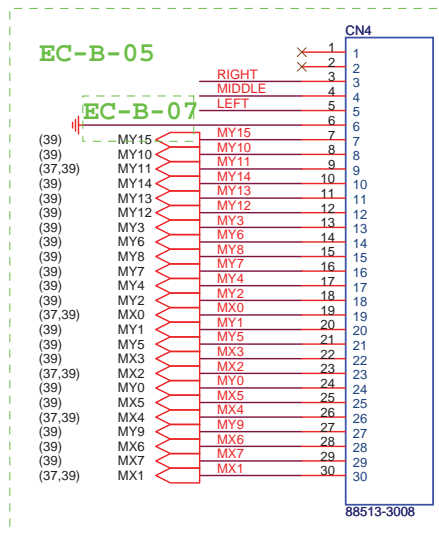 CN4
EC-B-05
1 1
2 2
RIGHT 3 3
MIDDLE 4 4
LEFT 5 5
EC-B-07
6 6
(39) MY15 MY15 7 7
(39) MY10 MY10 8 8
(37,39) MY11 MY11 9 9
(39) MY14 MY14 10 10
(39) MY13 MY13 11 11
(39) MY12 MY12 12 12
(39) MY3 MY3 13 13
(39) MY6 MY6 14 14
(39) MY8 MY8 15 15
(39) MY7 MY7 16 16
(39) MY4 MY4 17 17
(39) MY2 MY2 18 18
(37,39) MX0 MX0 19 19
(39) MY1 MY1 20 20
(39) MY5 MY5 21 21
(39) MX3 MX3 22 22
(37,39) MX2 MX2 23 23
(39) MY0 MY0 24 24
(39) MX5 MX5 25 25
(37,39) MX4 MX4 26 26
(39) MY9 MY9 27 27
(39) MX6 MX6 28 28
(39) MX7 MX7 29 29
(37,39) MX1 MX1 30 30
88513-3008